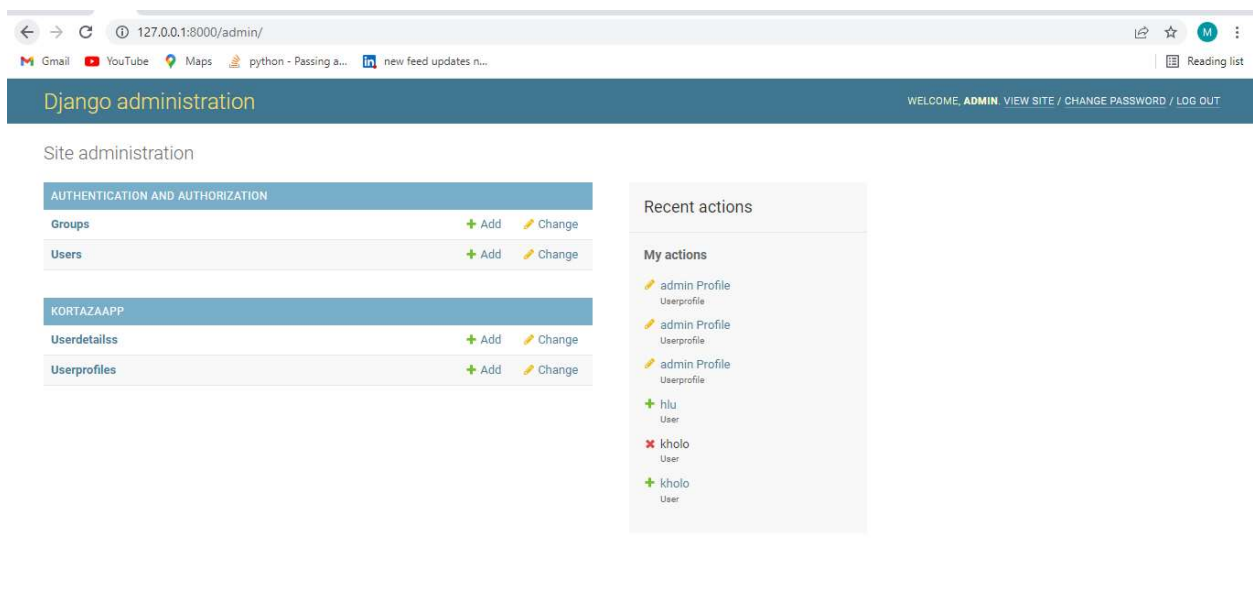 127.0.0.1:8000/admin/
M
Gmail YouTube Maps python - Passing a... new feed updates n... Reading list
Django administration
WELCOME, ADMIN. VIEW SITE / CHANGE PASSWORD / LOG OUT
Site administration
AUTHENTICATION AND AUTHORIZATION
Groups Add Change
Users Add Change
KORTAZAAPP
Userdetailss Add Change
Userprofiles Add Change
Recent actions
My actions
admin Profile
Userprofile
admin Profile
Userprofile
admin Profile
Userprofile
hlu
User
kholo
User
kholo
User